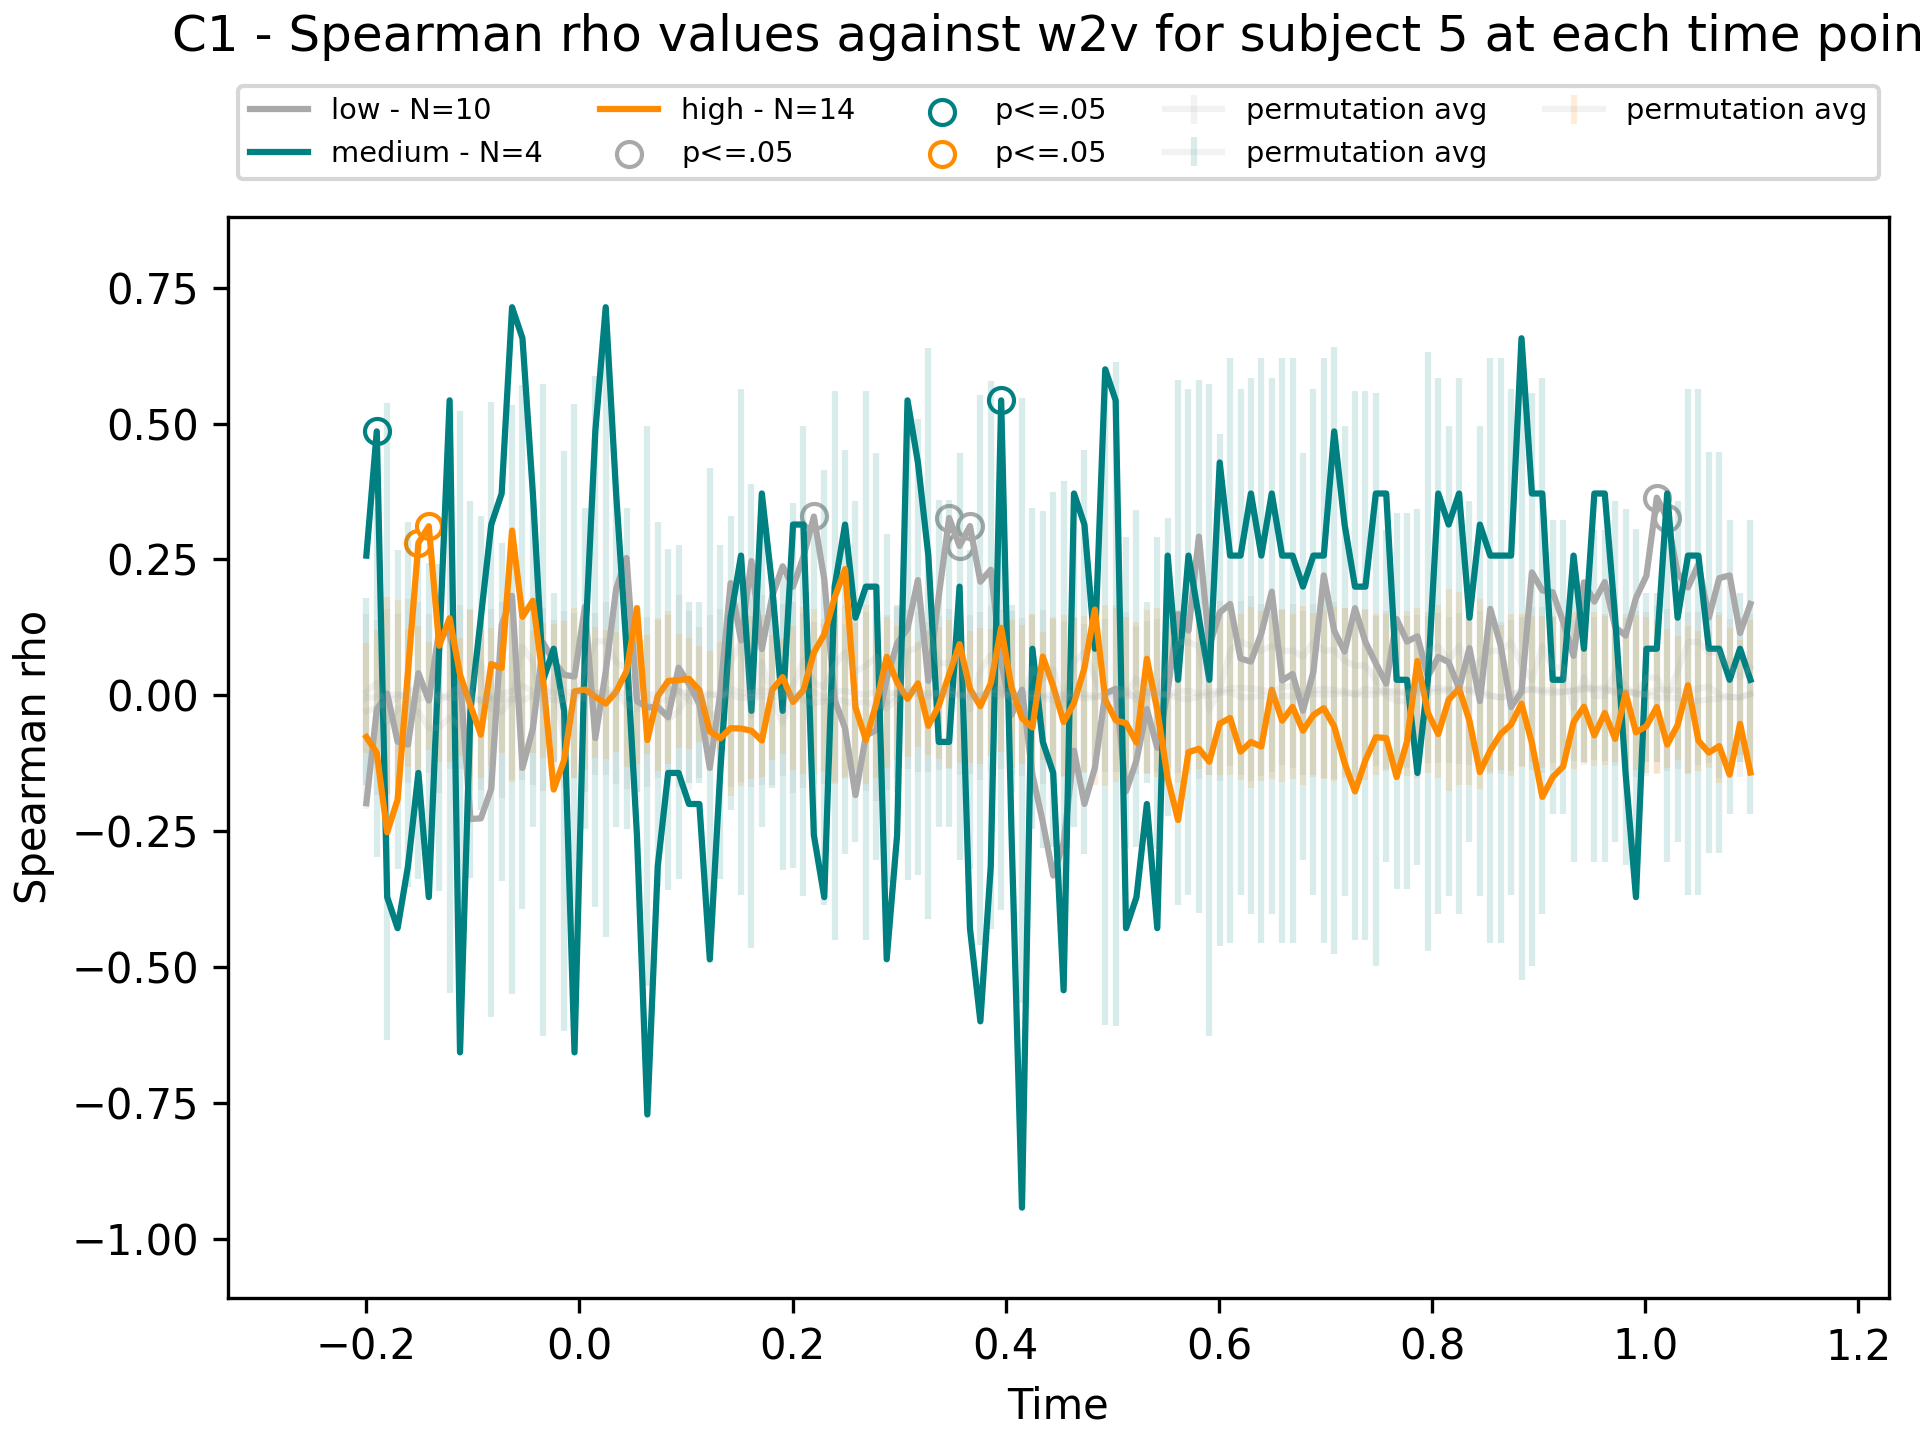 C1 - Spearman rho values against w2v for subject 5 at each time poin
low - N=10
medium - N=4
high - N=14
p<=.05
p<=.05
p<=.05
permutation avg
permutation avg
permutation avg
Spearman rho
0.75
0.50
0.25
0.00
−0.25
−0.50
−0.75
−1.00
−0.2 0.0 0.2 0.4 0.6 0.8 1.0 1.2
Time